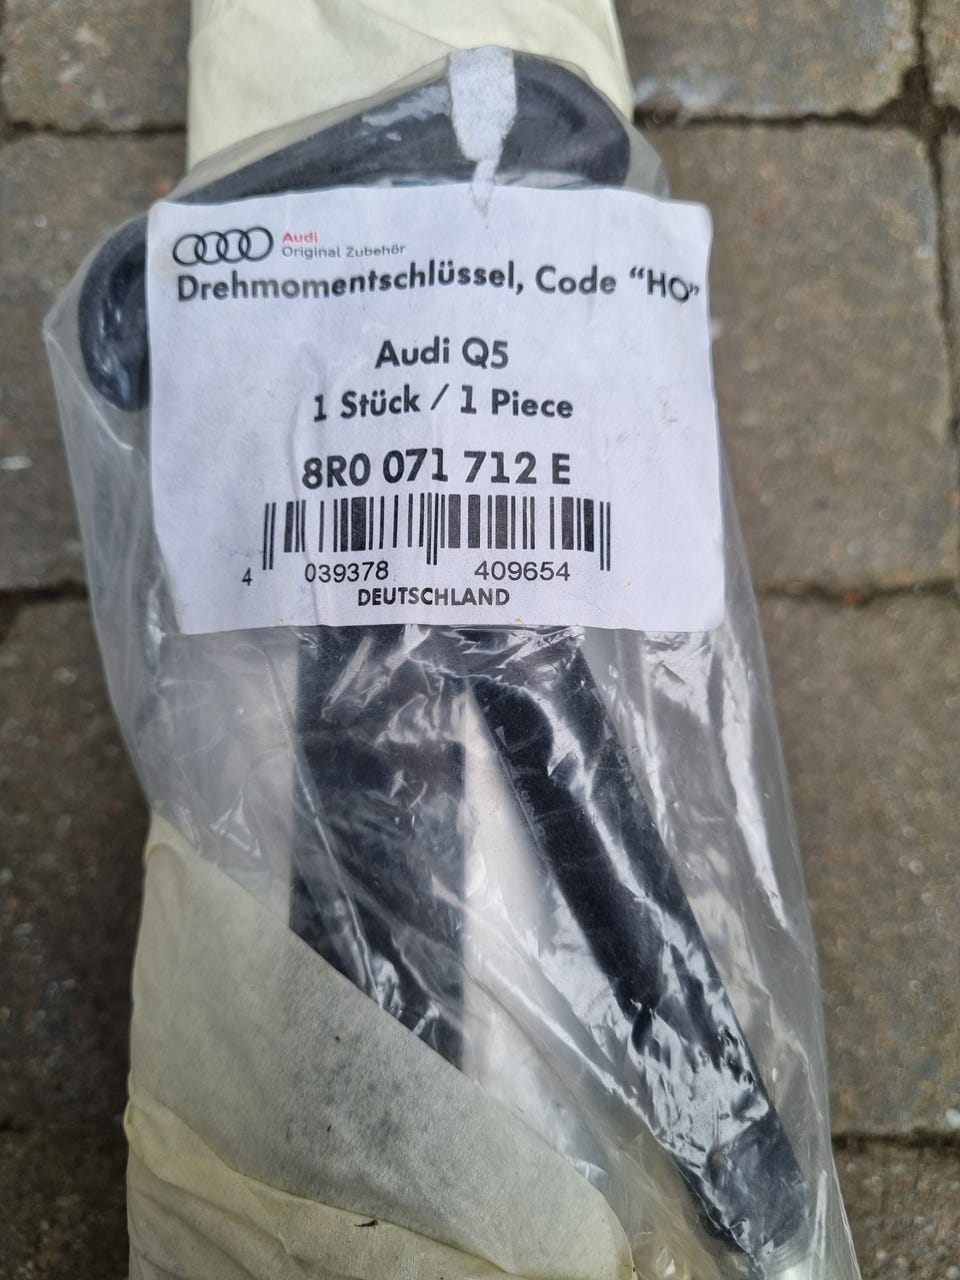 Audi
Original Zubehör
Drehmomentschlüssel, Code “HO”
Audi Q5
1 Stück / 1 Piece
8R0 071 712 E
4 039378 409654
DEUTSCHLAND